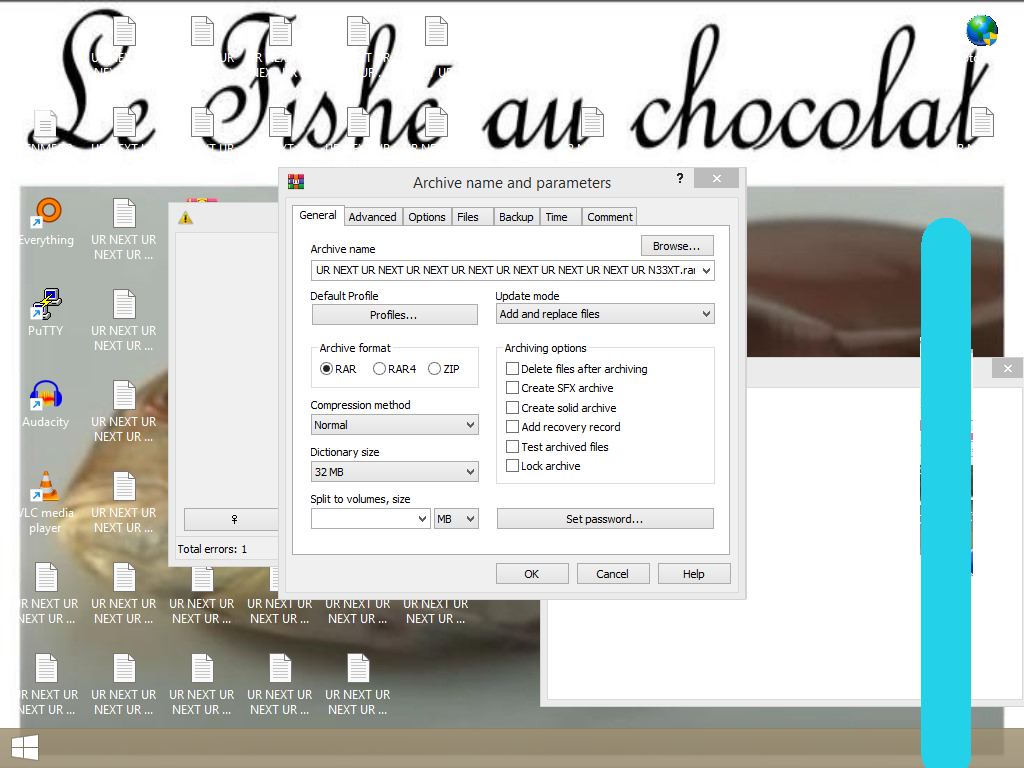 Le Fishé au chocolat
Archive name and parameters
?
General
Advanced
Options
Files
Backup
Time
Comment
Archive name
Browse...
UR NEXT UR NEXT UR NEXT UR NEXT UR NEXT UR NEXT UR NEXT UR N33XT.rar
Default Profile
Profiles...
Update mode
Add and replace files
Archive format
RAR
RAR4
ZIP
Archiving options
Delete files after archiving
Create SFX archive
Create solid archive
Add recovery record
Test archived files
Lock archive
Compression method
Normal
Dictionary size
32 MB
Split to volumes, size
MB
Set password...
OK
Cancel
Help
Total errors: 1
Everything
UR NEXT UR
NEXT UR ...
PuTTY
UR NEXT UR
NEXT UR ...
Audacity
UR NEXT UR
NEXT UR ...
VLC media
player
UR NEXT UR
NEXT UR ...
UR NEXT UR
NEXT UR ...
UR NEXT UR
NEXT UR ...
UR NEXT UR
NEXT UR ...
UR NEXT UR
NEXT UR ...
UR NEXT UR
NEXT UR ...
UR NEXT UR
NEXT UR ...
UR NEXT UR
NEXT UR ...
UR NEXT UR
NEXT UR ...
UR NEXT UR
NEXT UR ...
UR NEXT UR
NEXT UR ...
UR NEXT UR
NEXT UR ...